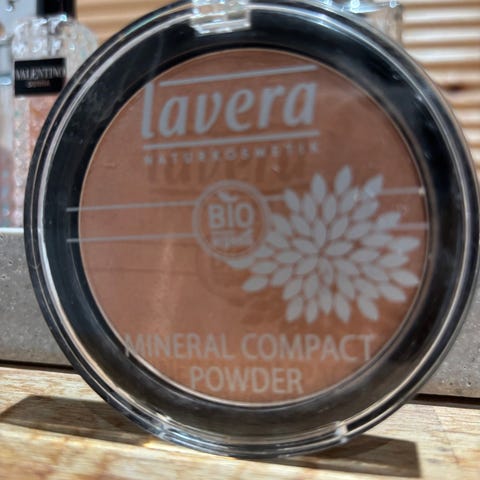 VALENTINO
lavera
NATURKOSMETIK
BIO
MINERAL COMPACT
POWDER